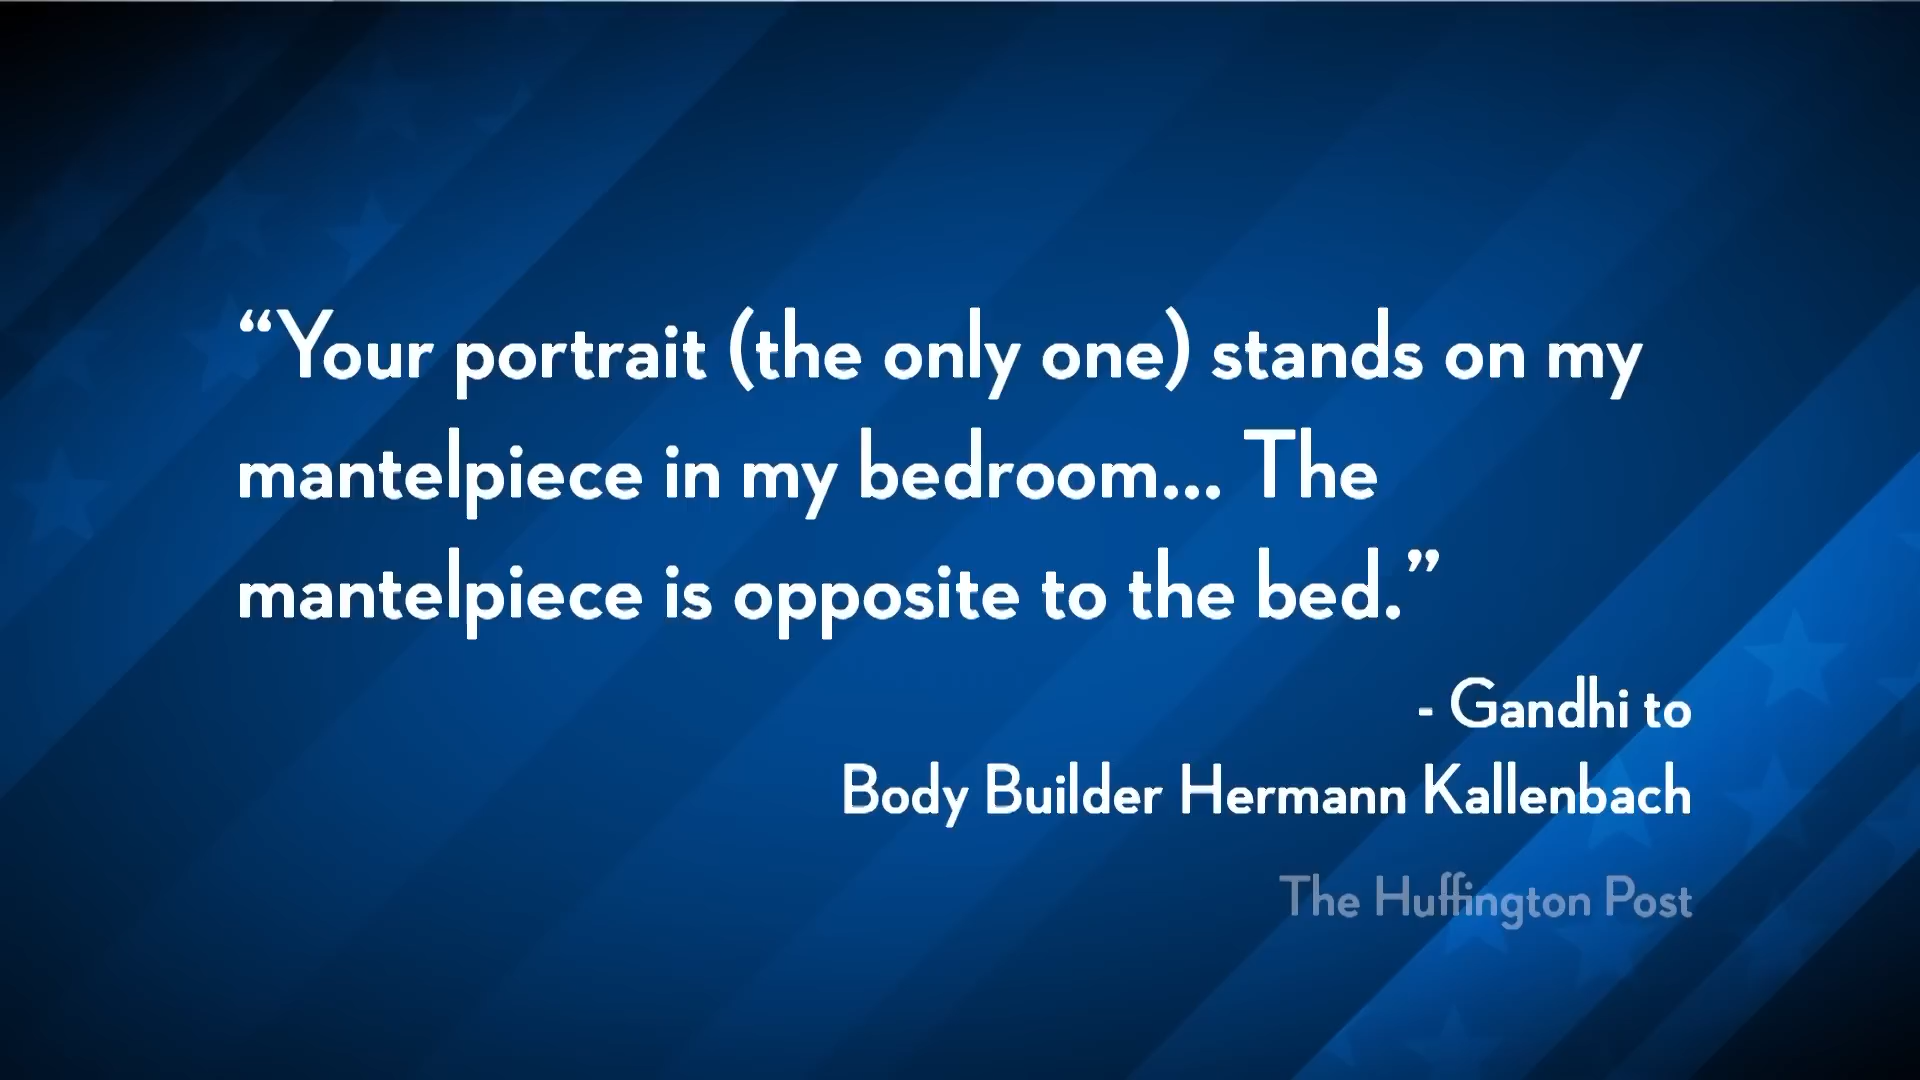 “Your portrait (the only one) stands on my
mantelpiece in my bedroom... The
mantelpiece is opposite to the bed.”
- Gandhi to
Body Builder Hermann Kallenbach
The Huffington Post